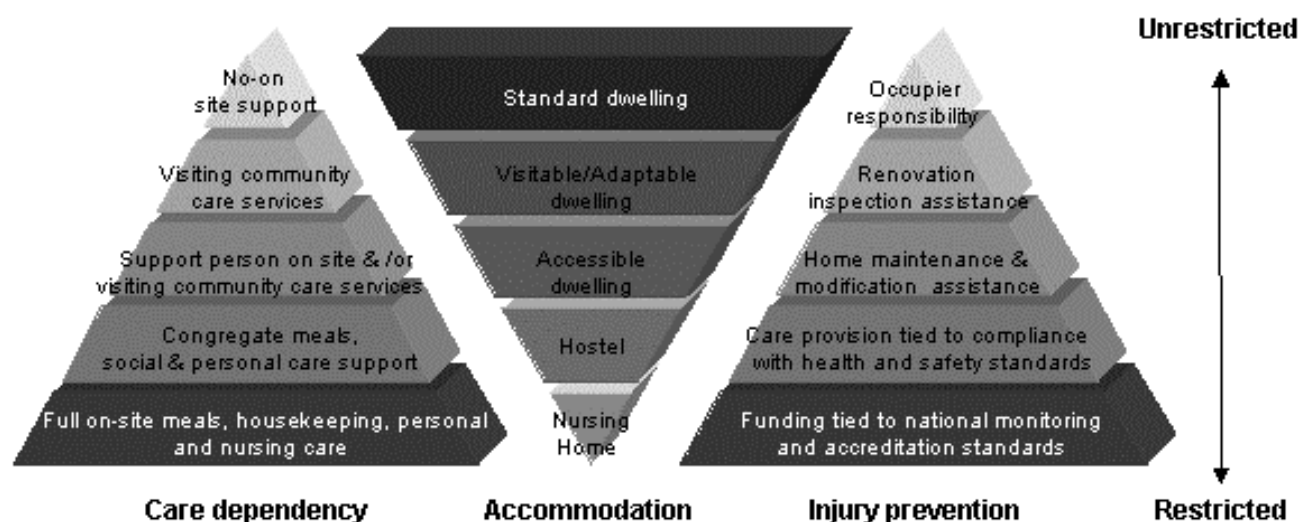 Unrestricted
No-on
site support
Standard dwelling
Occupier
responsibility
Visiting community
care services
Visitable/Adaptable
dwelling
Renovation
inspection assistance
Support person on site & /or
visiting community care services
Accessible
dwelling
Home maintenance &
modification assistance
Congregate meals,
social & personal care support
Hostel
Care provision tied to compliance
with health and safety standards
Full on-site meals, housekeeping, personal
and nursing care
Nursing
Home
Funding tied to national monitoring
and accreditation standards
Care dependency
Accommodation
Injury prevention
Restricted